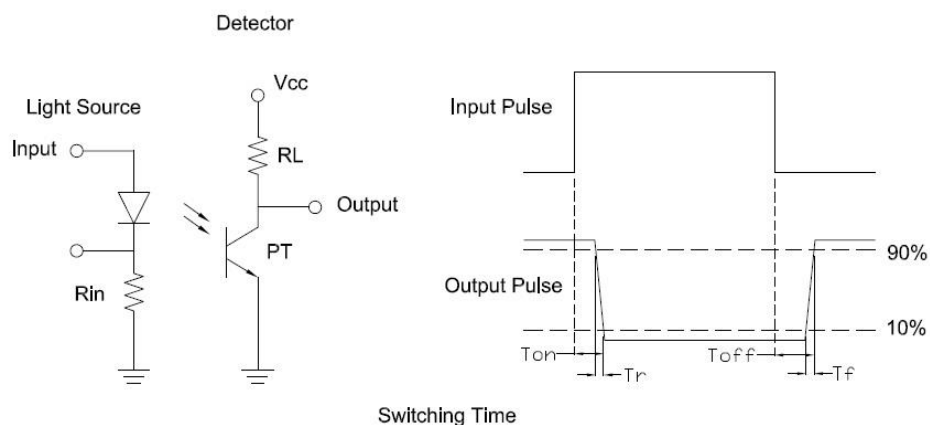 Detector
Vcc
Light Source
Input
RL
Output
PT
Rin
Input Pulse
90%
Output Pulse
10%
Ton
Toff
Tr
Tf
Switching Time